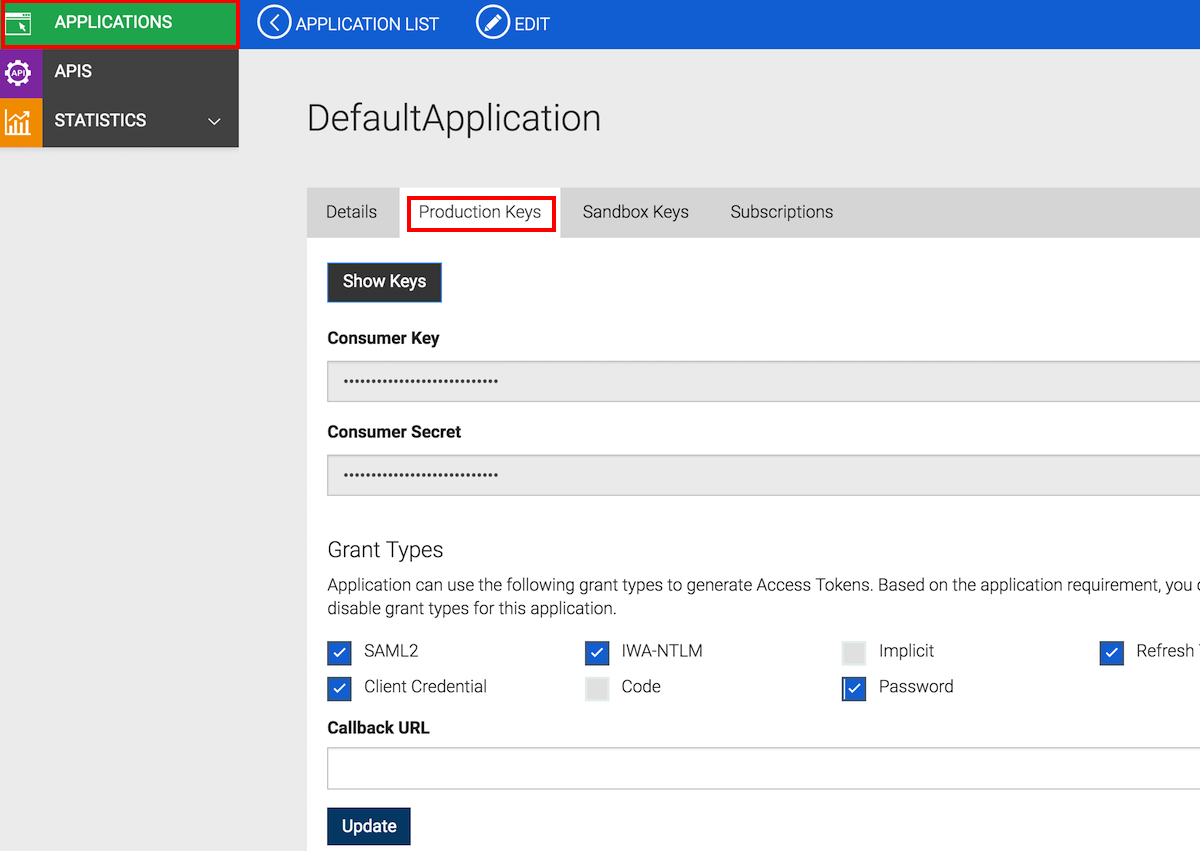 APPLICATIONS
APPLICATION LIST
EDIT
API
APIS
STATISTICS
DefaultApplication
Details
Production Keys
Sandbox Keys
Subscriptions
Show Keys
Consumer Key
••••••••••••••••••••••••••••
Consumer Secret
••••••••••••••••••••••••••••
Grant Types
Application can use the following grant types to generate Access Tokens. Based on the application requirement, you
disable grant types for this application.
SAML2
IWA-NTLM
Implicit
Refresh
Client Credential
Code
Password
Callback URL
Update